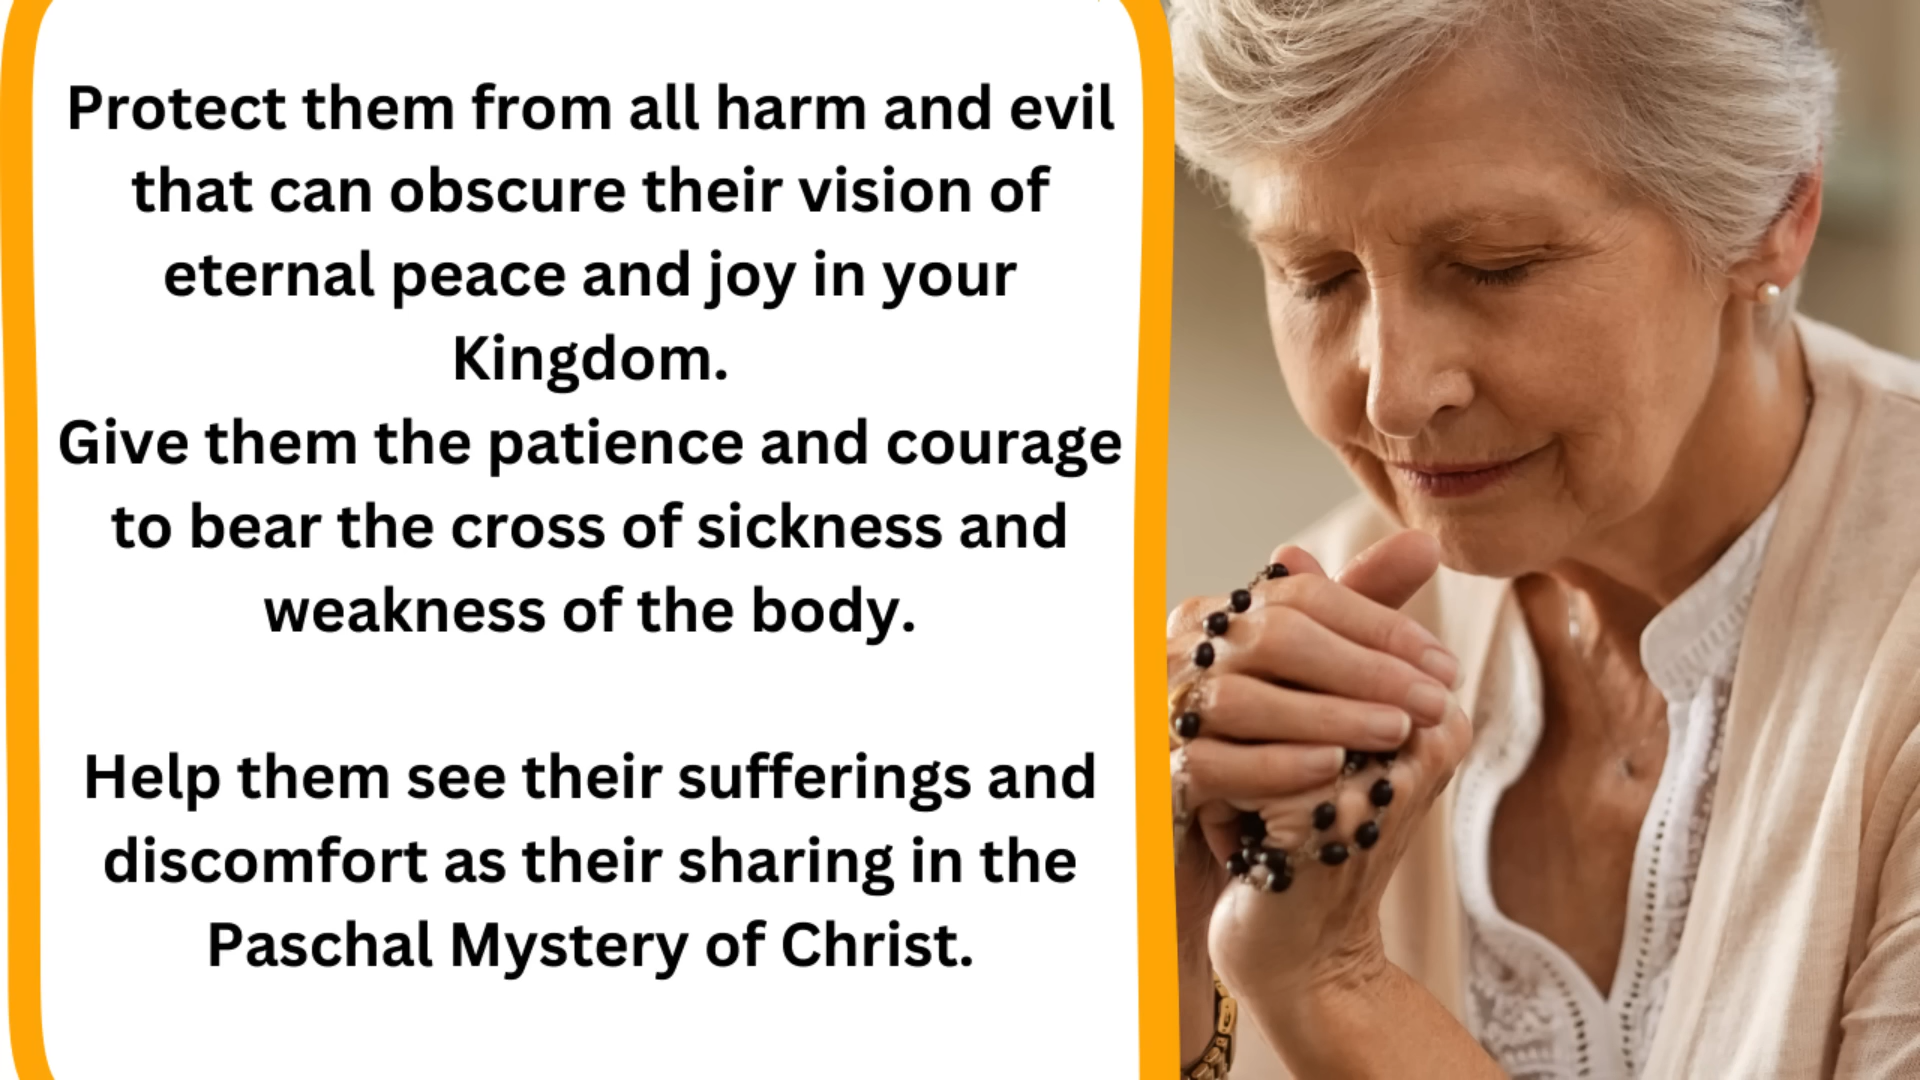 Protect them from all harm and evil
that can obscure their vision of
eternal peace and joy in your
Kingdom.
Give them the patience and courage
to bear the cross of sickness and
weakness of the body.
Help them see their sufferings and
discomfort as their sharing in the
Paschal Mystery of Christ.